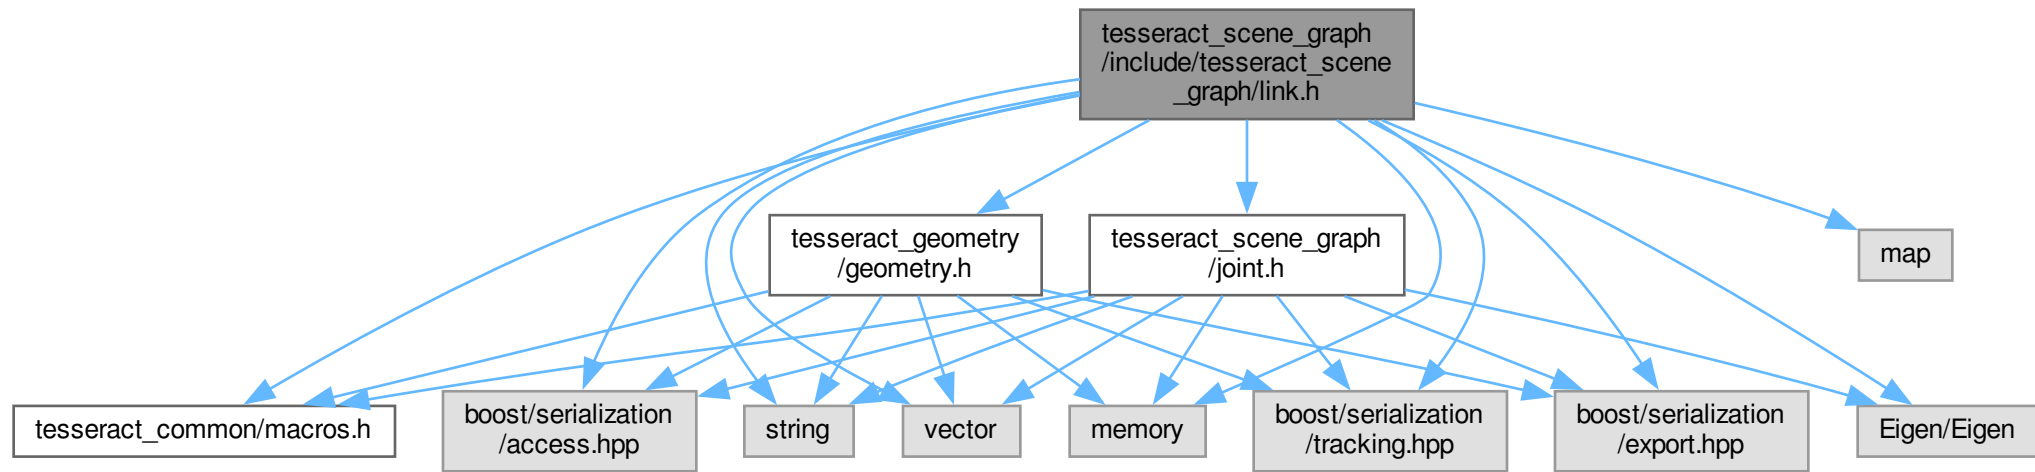 tesseract_scene_graph
/include/tesseract_scene
_graph/link.h
tesseract_geometry
/geometry.h
tesseract_scene_graph
/joint.h
map
tesseract_common/macros.h
boost/serialization
/access.hpp
string
vector
memory
boost/serialization
/tracking.hpp
boost/serialization
/export.hpp
Eigen/Eigen